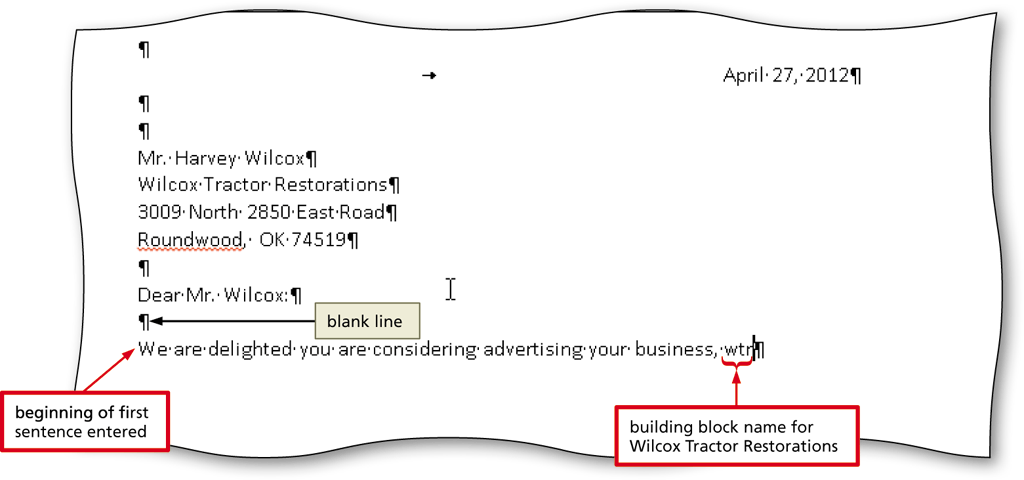 ¶
→ April·27,·2012¶
¶
¶
Mr.·Harvey·Wilcox¶
Wilcox·Tractor·Restorations¶
3009·North·2850·East·Road¶
Roundwood,·OK·74519¶
¶
Dear·Mr.·Wilcox:¶
¶
blank line
We·are·delighted·you·are·considering·advertising·your·business,·wtr¶
beginning of first
sentence entered
building block name for
Wilcox Tractor Restorations